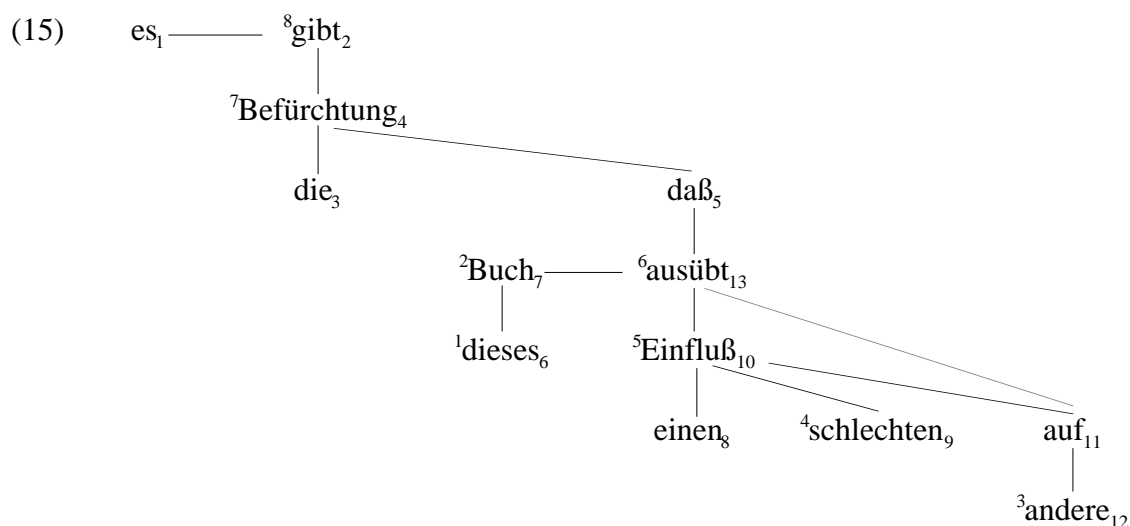 (15) es₁ ⁸gibt₂
⁷Befürchtung₄
die₃ daß₅
²Buch₇ ⁶ausübt₁₃
¹dieses₆ ⁵Einfluß₁₀
einen₈ ⁴schlechten₉ auf₁₁
³andere₁₂